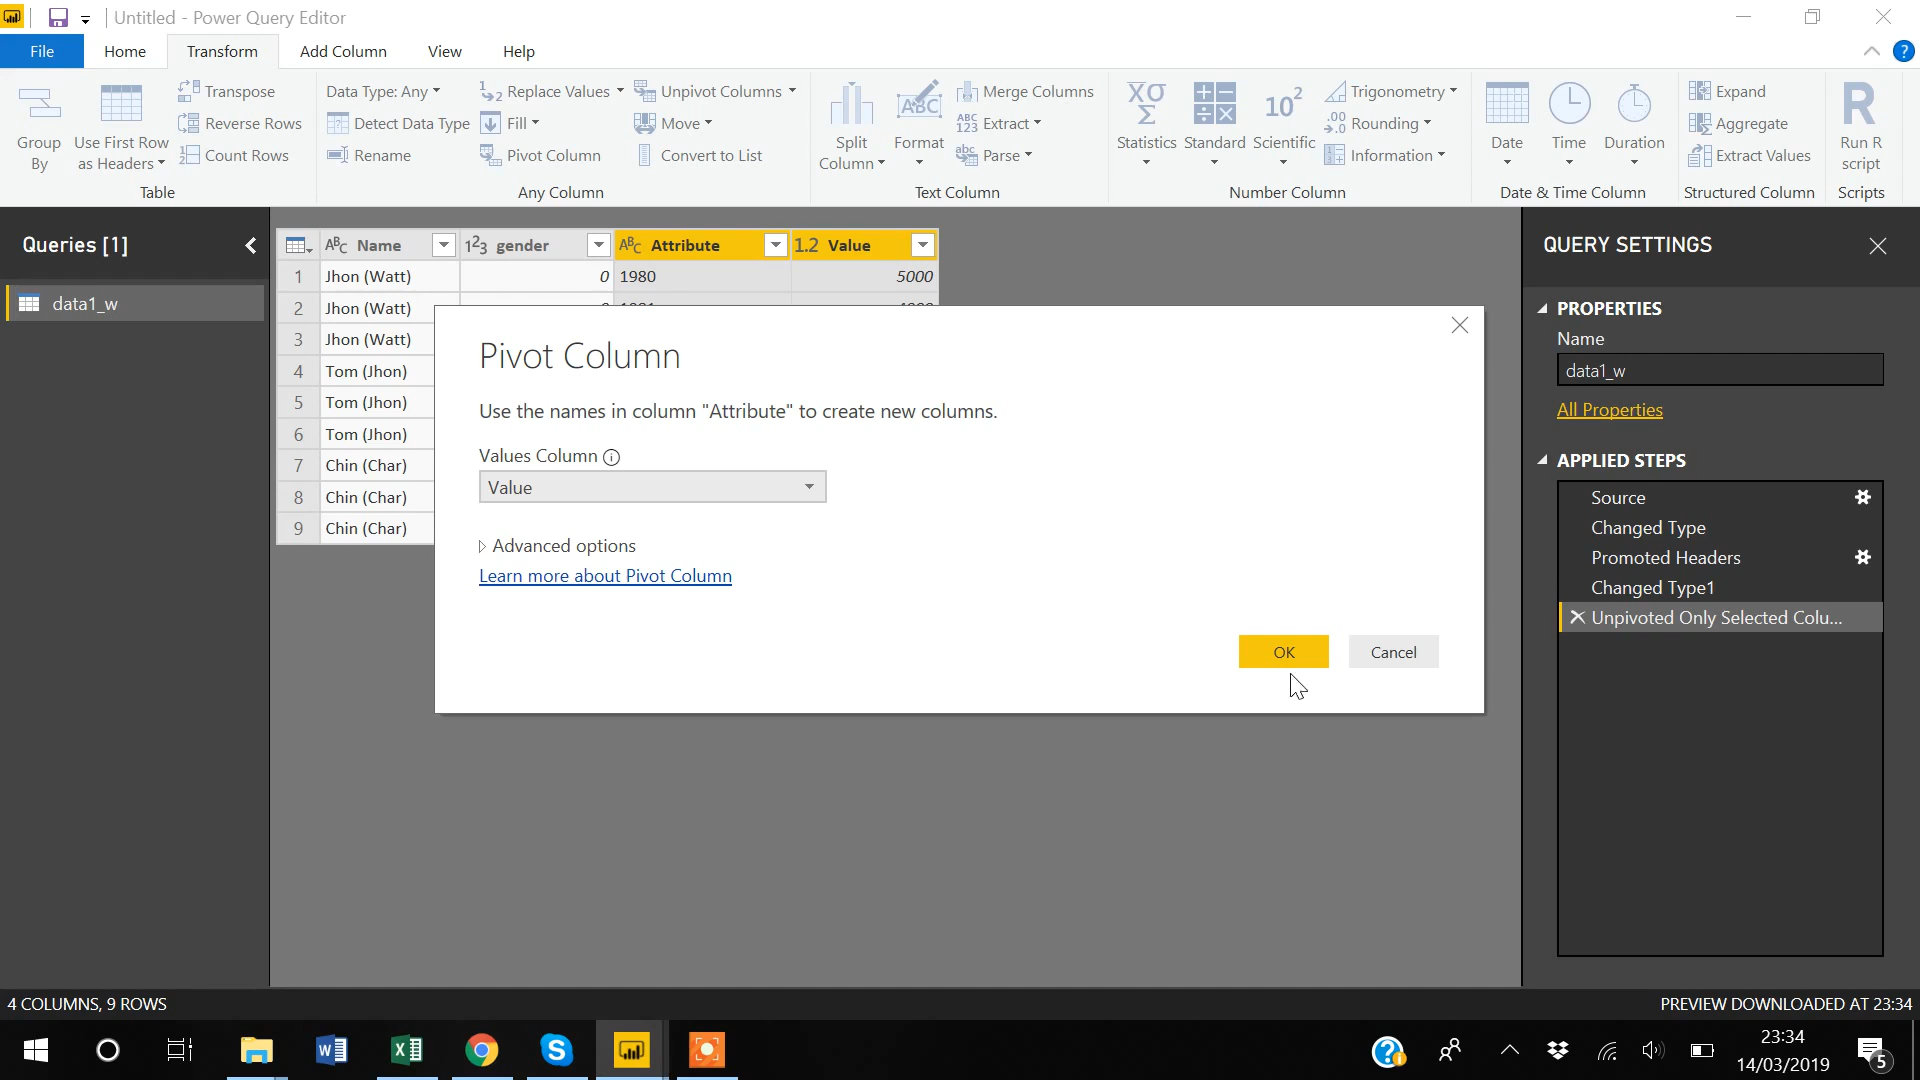 Untitled - Power Query Editor
File Home Transform Add Column View Help
Group By
Use First Row as Headers
Transpose
Reverse Rows
Count Rows
Table
Data Type: Any
Detect Data Type
Rename
Replace Values
Fill
Pivot Column
Unpivot Columns
Move
Convert to List
Any Column
Split Column
Format
Merge Columns
Extract
Parse
Text Column
Statistics
Standard
Scientific
Trigonometry
Rounding
Information
Number Column
Date
Time
Duration
Date & Time Column
Expand
Aggregate
Extract Values
Structured Column
Run R script
Scripts
Queries [1]
data1_w
Name gender Attribute 1.2 Value
1 Jhon (Watt) 0 1980 5000
2 Jhon (Watt)
3 Jhon (Watt)
4 Tom (Jhon)
5 Tom (Jhon)
6 Tom (Jhon)
7 Chin (Char)
8 Chin (Char)
9 Chin (Char)
Pivot Column
Use the names in column "Attribute" to create new columns.
Values Column
Value
Advanced options
Learn more about Pivot Column
OK Cancel
QUERY SETTINGS
PROPERTIES
Name
data1_w
All Properties
APPLIED STEPS
Source
Changed Type
Promoted Headers
Changed Type1
Unpivoted Only Selected Colu...
4 COLUMNS, 9 ROWS
PREVIEW DOWNLOADED AT 23:34
23:34
14/03/2019
5